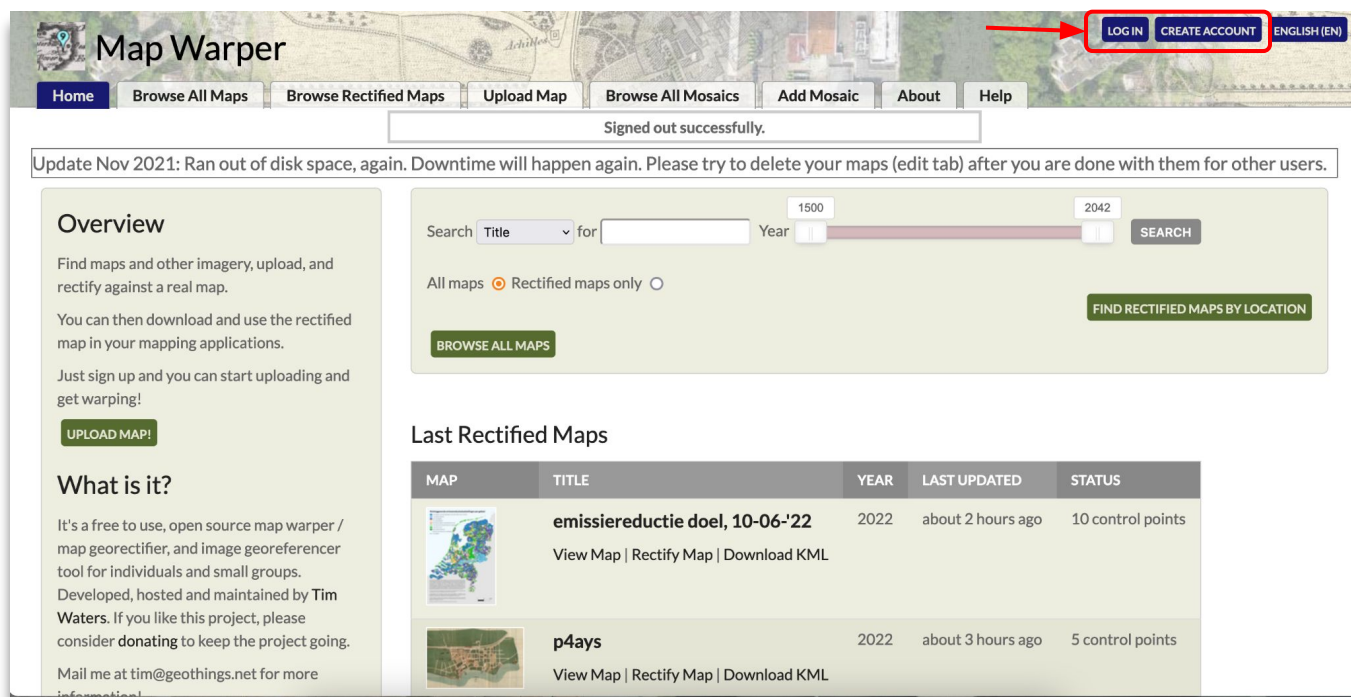 LOG IN CREATE ACCOUNT ENGLISH (EN)
Achilles
Map Warper
Home Browse All Maps Browse Rectified Maps Upload Map Browse All Mosaics Add Mosaic About Help
Signed out successfully.
Update Nov 2021: Ran out of disk space, again. Downtime will happen again. Please try to delete your maps (edit tab) after you are done with them for other users.
Overview
Find maps and other imagery, upload, and
rectify against a real map.
You can then download and use the rectified
map in your mapping applications.
Just sign up and you can start uploading and
get warping!
UPLOAD MAP!
What is it?
It's a free to use, open source map warper /
map georectifier, and image georeferencer
tool for individuals and small groups.
Developed, hosted and maintained by Tim
Waters. If you like this project, please
consider donating to keep the project going.
Mail me at tim@geothings.net for more
information!
1500 2042
Search Title for Year SEARCH
All maps Rectified maps only
FIND RECTIFIED MAPS BY LOCATION
BROWSE ALL MAPS
Last Rectified Maps
MAP TITLE YEAR LAST UPDATED STATUS
emissiereductie doel, 10-06-'22 2022 about 2 hours ago 10 control points
View Map | Rectify Map | Download KML
p4ays 2022 about 3 hours ago 5 control points
View Map | Rectify Map | Download KML